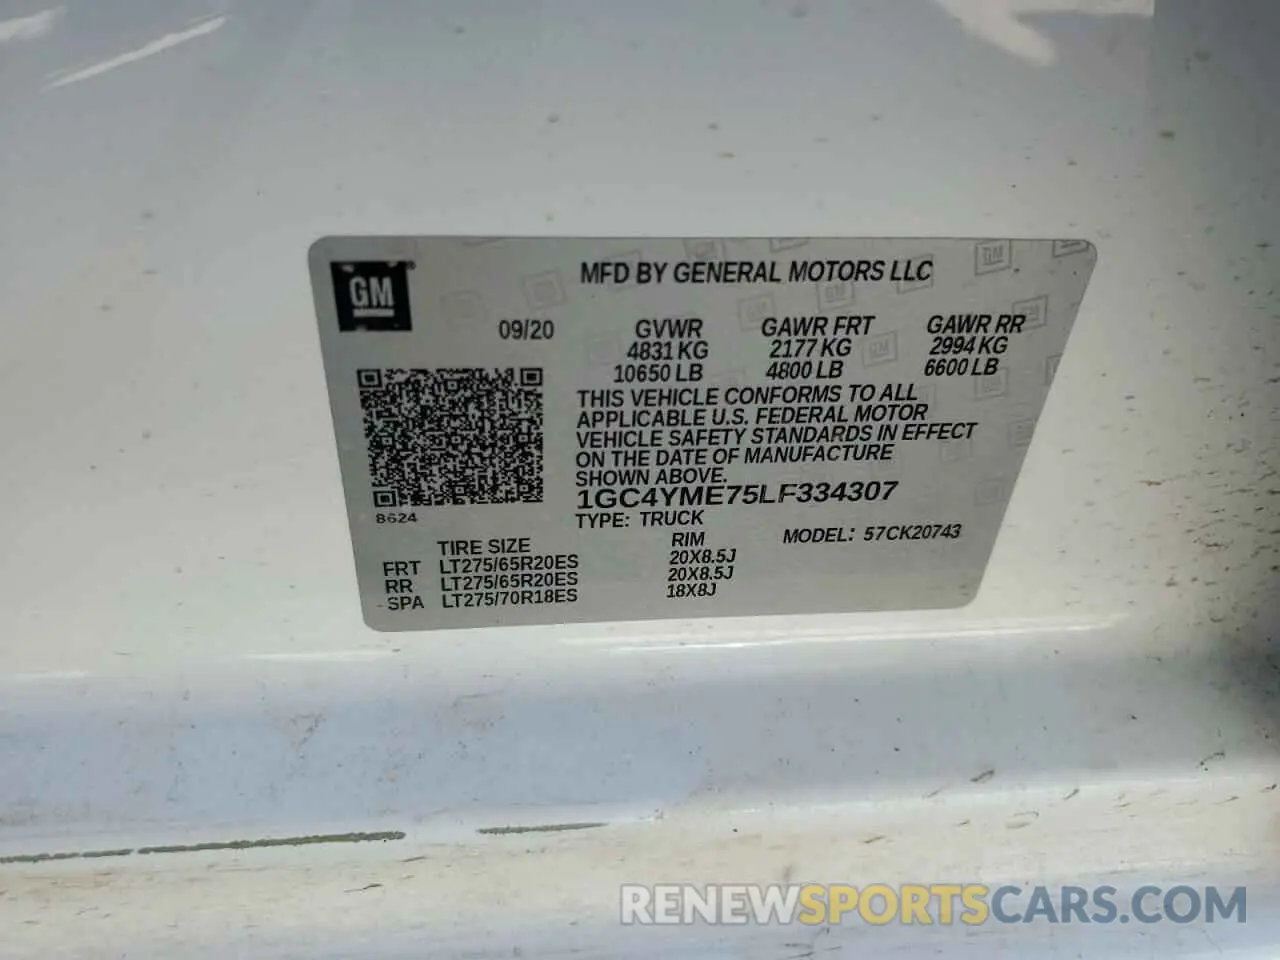 GM
MFD BY GENERAL MOTORS LLC
09/20 GVWR GAWR FRT GAWR RR
4831 KG 2177 KG 2994 KG
10650 LB 4800 LB 6600 LB
THIS VEHICLE CONFORMS TO ALL
APPLICABLE U.S. FEDERAL MOTOR
VEHICLE SAFETY STANDARDS IN EFFECT
ON THE DATE OF MANUFACTURE
SHOWN ABOVE.
1GC4YME75LF334307
8624
TYPE: TRUCK MODEL: 57CK20743
TIRE SIZE RIM
FRT LT275/65R20ES 20X8.5J
RR LT275/65R20ES 20X8.5J
SPA LT275/70R18ES 18X8J
RENEWSPORTSCARS.COM